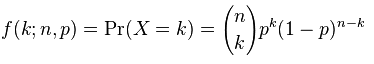 f(k; n, p) = Pr(X = k) = \binom{n}{k} p^k (1 − p)^{n−k}